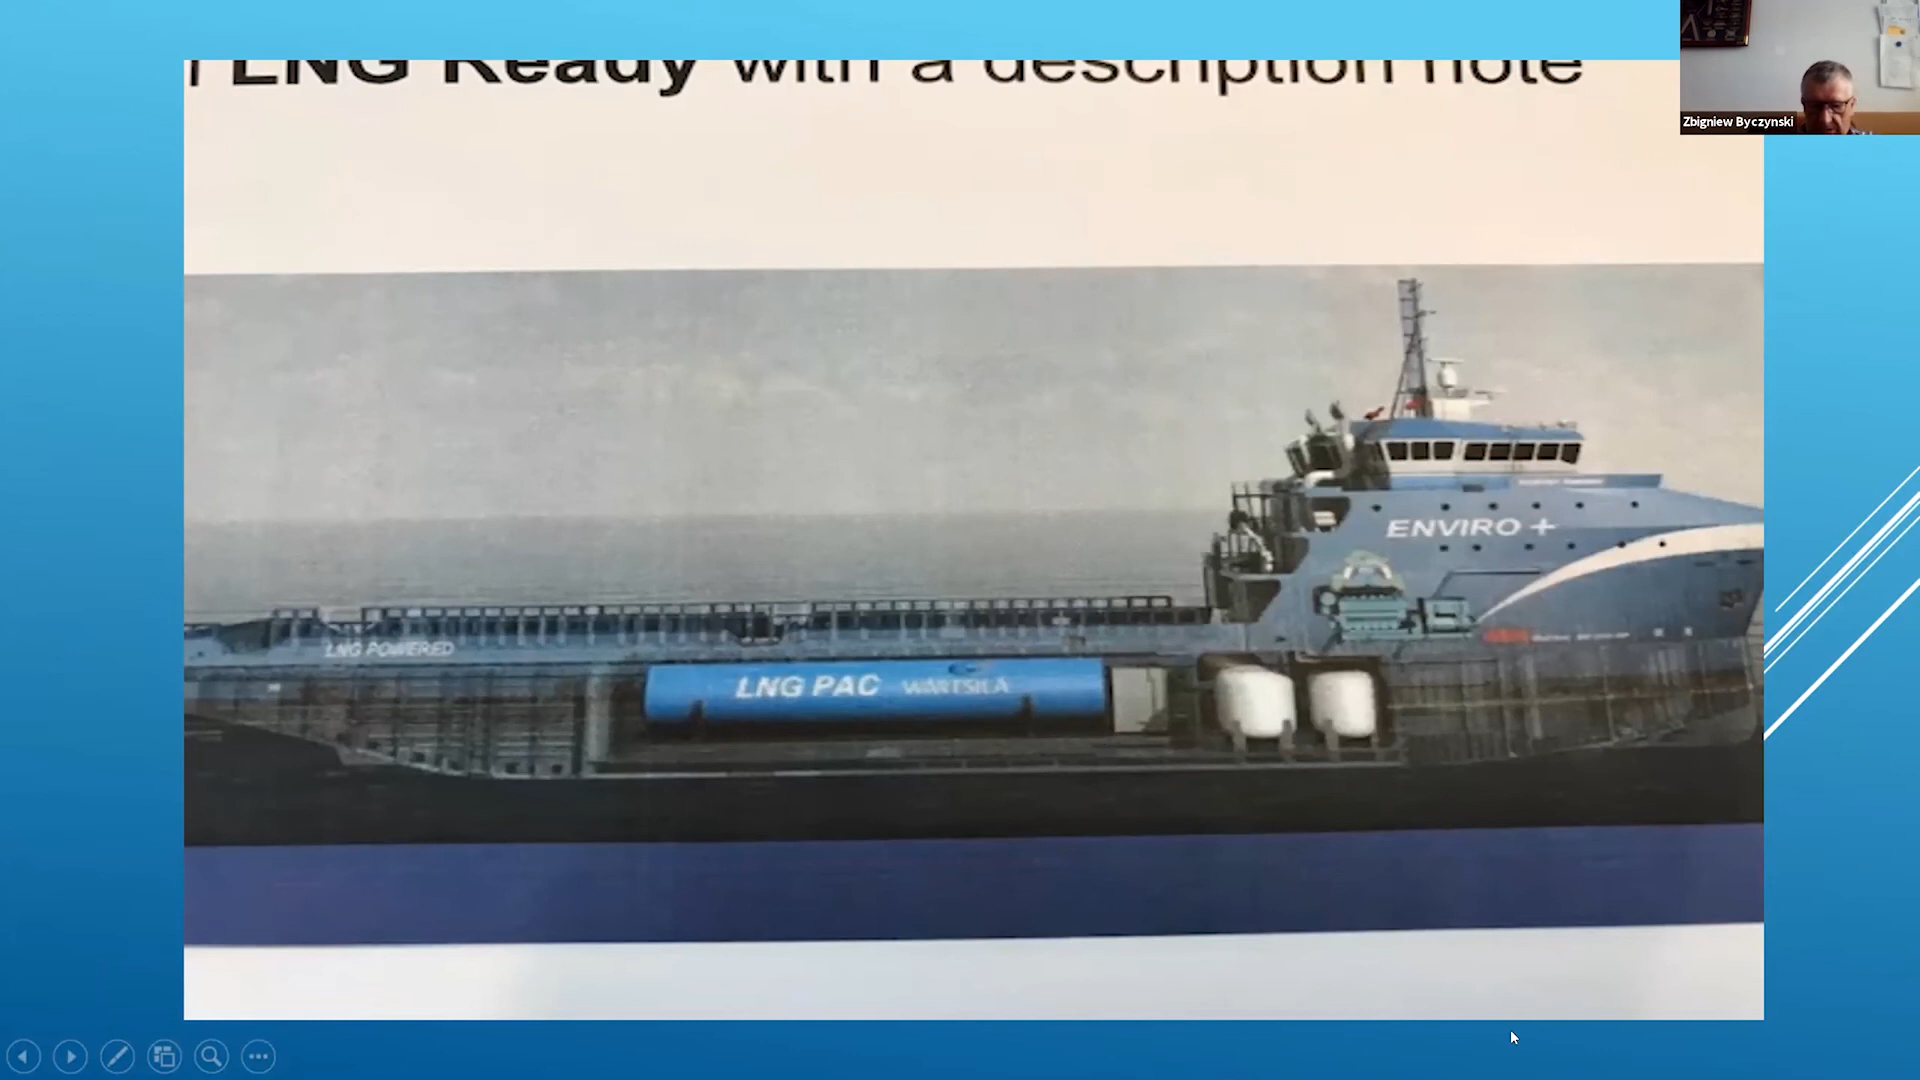 LNG Ready with a description note
Zbigniew Byczynski
ENVIRO +
LNG POWERED
LNG PAC WÄRTSILÄ